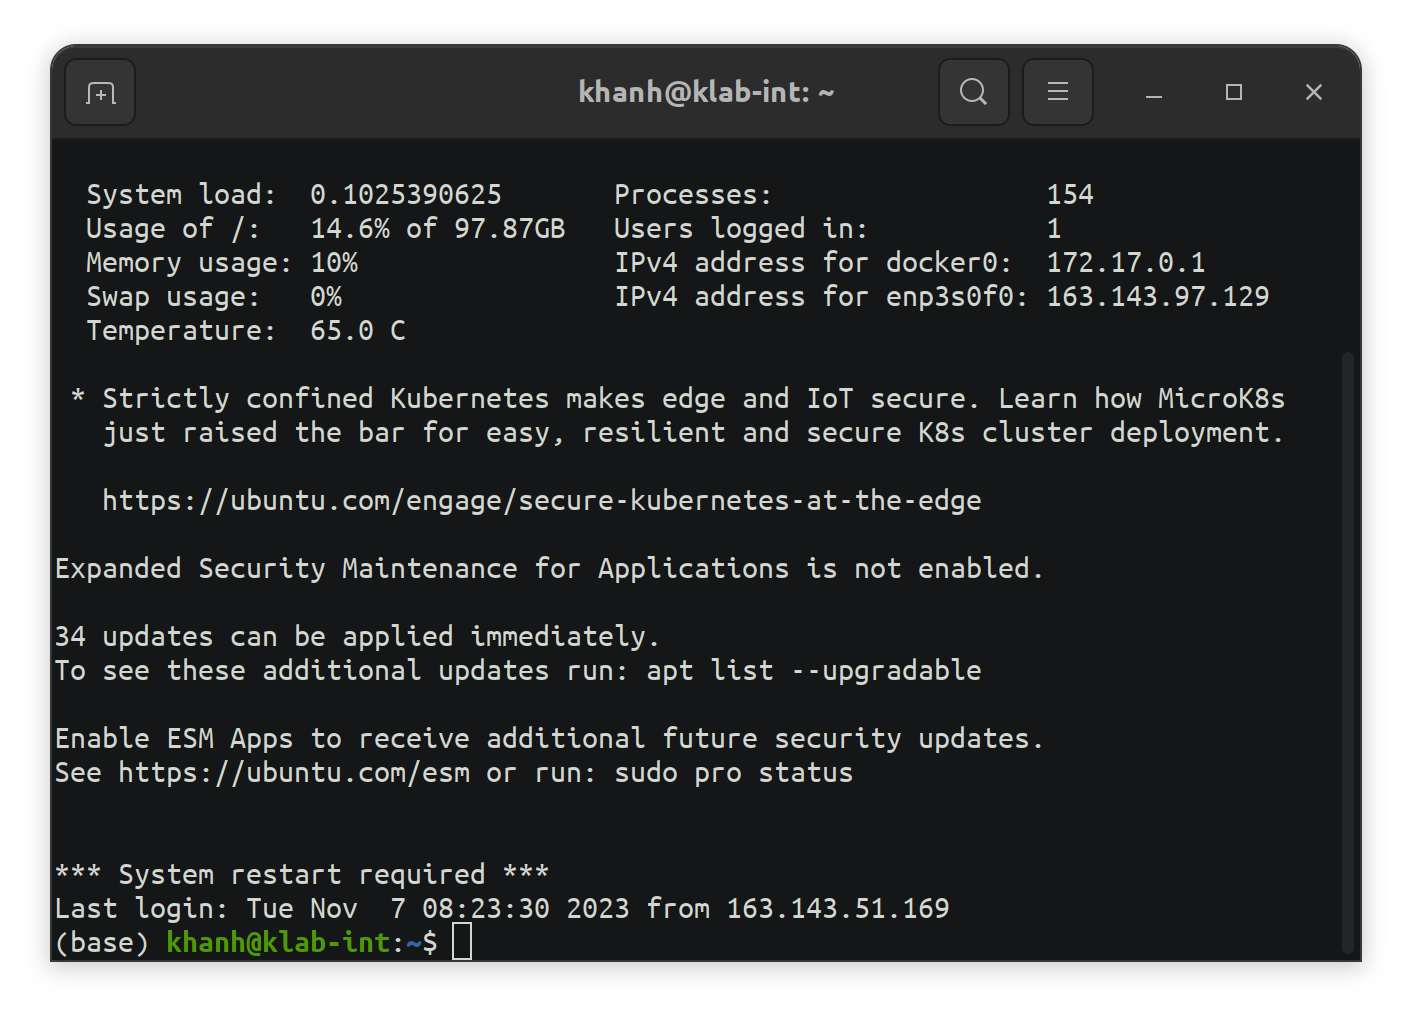 khanh@klab-int: ~
System load:  0.1025390625       Processes:                 154
Usage of /:   14.6% of 97.87GB   Users logged in:           1
Memory usage: 10%                IPv4 address for docker0:  172.17.0.1
Swap usage:   0%                 IPv4 address for enp3s0f0: 163.143.97.129
Temperature:  65.0 C
* Strictly confined Kubernetes makes edge and IoT secure. Learn how MicroK8s
just raised the bar for easy, resilient and secure K8s cluster deployment.
https://ubuntu.com/engage/secure-kubernetes-at-the-edge
Expanded Security Maintenance for Applications is not enabled.
34 updates can be applied immediately.
To see these additional updates run: apt list --upgradable
Enable ESM Apps to receive additional future security updates.
See https://ubuntu.com/esm or run: sudo pro status
*** System restart required ***
Last login: Tue Nov  7 08:23:30 2023 from 163.143.51.169
(base) khanh@klab-int:~$